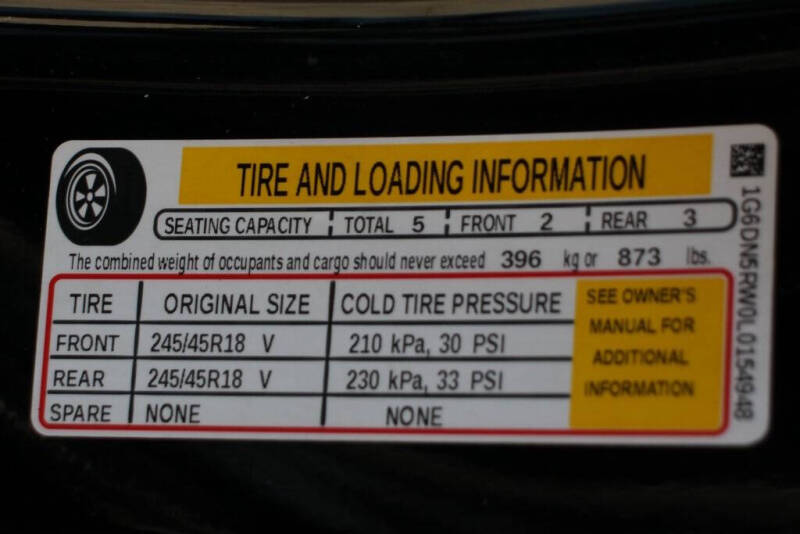 TIRE AND LOADING INFORMATION
SEATING CAPACITY TOTAL 5 FRONT 2 REAR 3
The combined weight of occupants and cargo should never exceed 396 kg or 873 lbs.
TIRE ORIGINAL SIZE COLD TIRE PRESSURE
FRONT 245/45R18 V 210 kPa, 30 PSI
REAR 245/45R18 V 230 kPa, 33 PSI
SPARE NONE NONE
SEE OWNER'S
MANUAL FOR
ADDITIONAL
INFORMATION
1G6DN5RW0L0154948